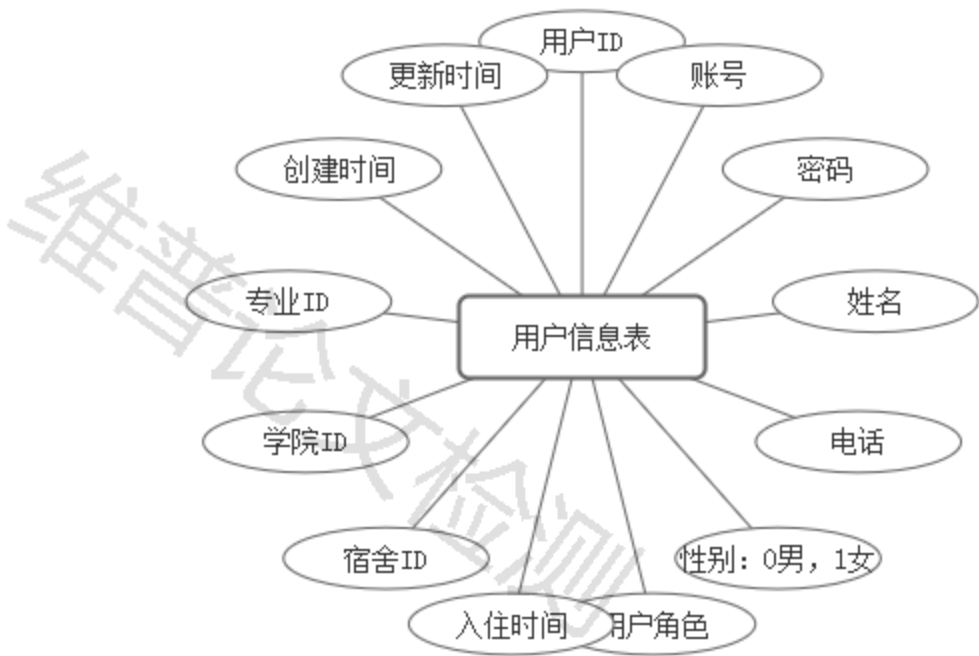 用户ID
更新时间
账号
创建时间
密码
专业ID
姓名
用户信息表
学院ID
电话
宿舍ID
性别：0男，1女
入住时间
用户角色
维普论文检测